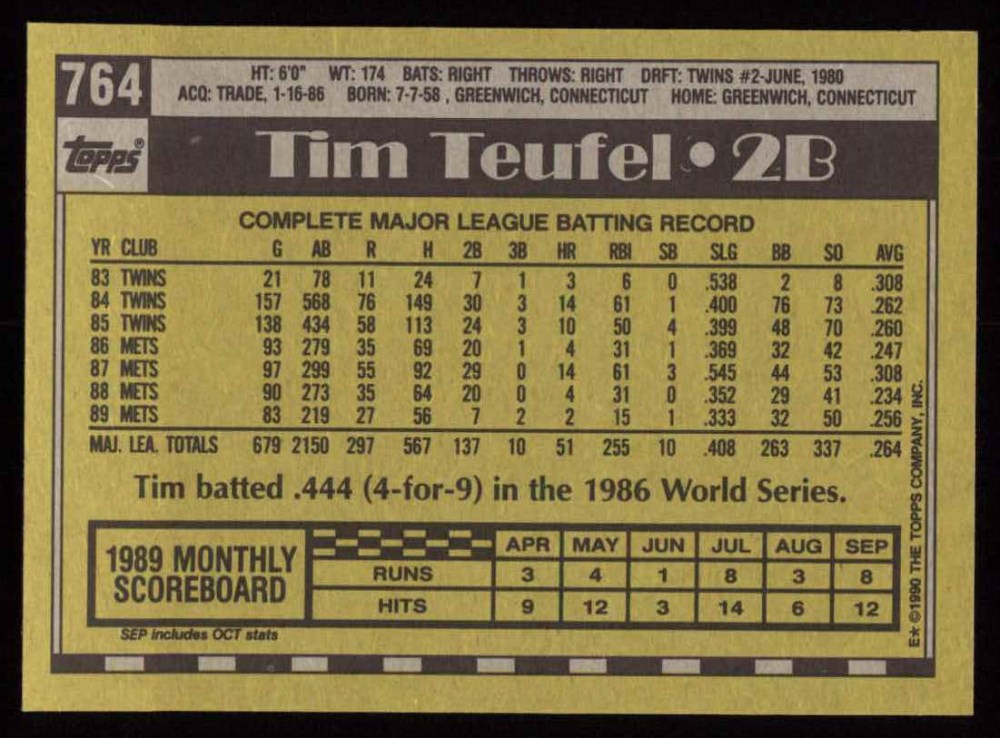 764
HT: 6'0" WT: 174 BATS: RIGHT THROWS: RIGHT DRFT: TWINS #2-JUNE, 1980
ACQ: TRADE, 1-16-86 BORN: 7-7-58 , GREENWICH, CONNECTICUT HOME: GREENWICH, CONNECTICUT
topps®
Tim Teufel • 2B
COMPLETE MAJOR LEAGUE BATTING RECORD
YR CLUB G AB R H 2B 3B HR RBI SB SLG BB SO AVG
83 TWINS 21 78 11 24 7 1 3 6 0 .538 2 8 .308
84 TWINS 157 568 76 149 30 3 14 61 1 .400 76 73 .262
85 TWINS 138 434 58 113 24 3 10 50 4 .399 48 70 .260
86 METS 93 279 35 69 20 1 4 31 1 .369 32 42 .247
87 METS 97 299 55 92 29 0 14 61 3 .545 44 53 .308
88 METS 90 273 35 64 20 0 4 31 0 .352 29 41 .234
89 METS 83 219 27 56 7 2 2 15 1 .333 32 50 .256
MAJ. LEA. TOTALS 679 2150 297 567 137 10 51 255 10 .408 263 337 .264
Tim batted .444 (4-for-9) in the 1986 World Series.
1989 MONTHLY SCOREBOARD
APR MAY JUN JUL AUG SEP
RUNS 3 4 1 8 3 8
HITS 9 12 3 14 6 12
SEP includes OCT stats
E* ©1990 THE TOPPS COMPANY, INC.